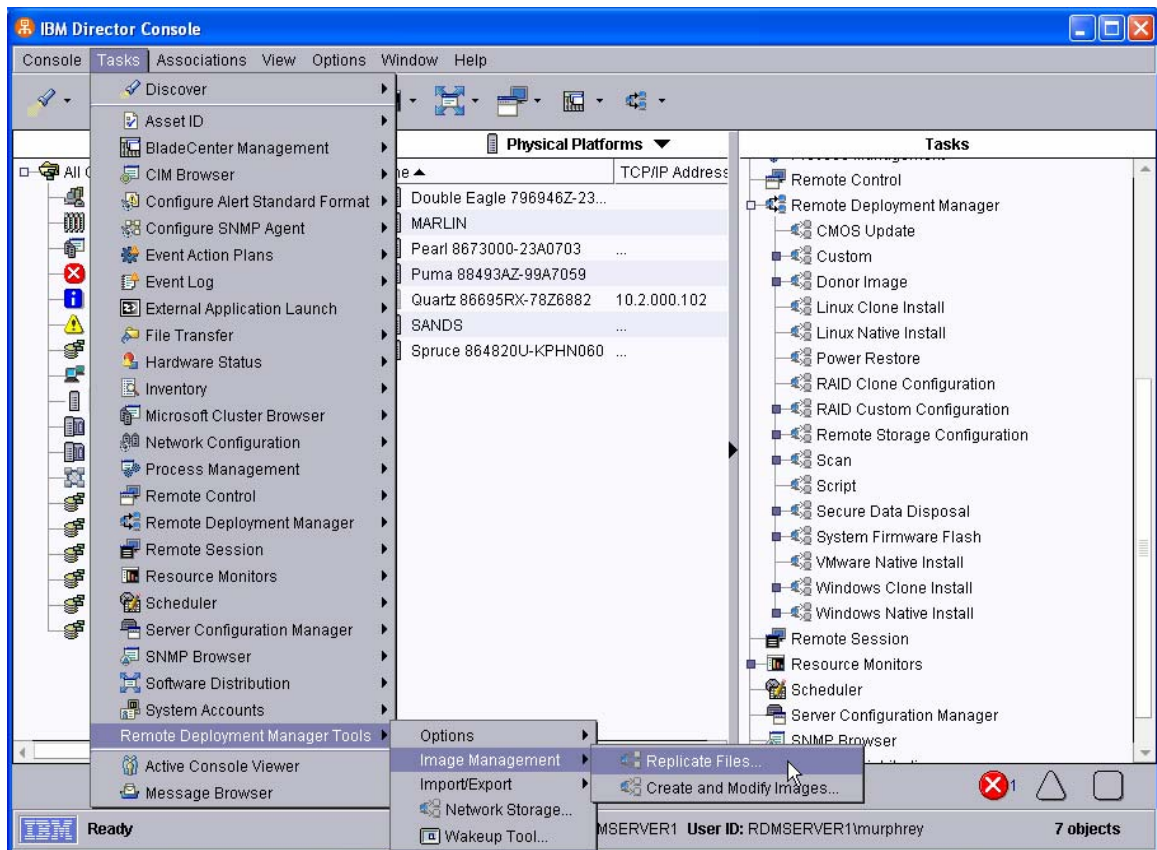 IBM Director Console
Console Tasks Associations View Options Window Help
Discover
Asset ID
BladeCenter Management
CIM Browser
Configure Alert Standard Format
Configure SNMP Agent
Event Action Plans
Event Log
External Application Launch
File Transfer
Hardware Status
Inventory
Microsoft Cluster Browser
Network Configuration
Process Management
Remote Control
Remote Deployment Manager
Remote Session
Resource Monitors
Scheduler
Server Configuration Manager
SNMP Browser
Software Distribution
System Accounts
Remote Deployment Manager Tools
Active Console Viewer
Message Browser
Options
Image Management
Import/Export
Network Storage...
Wakeup Tool...
Replicate Files...
Create and Modify Images...
All
Physical Platforms
TCP/IP Address
Double Eagle 796946Z-23...
MARLIN
Pearl 8673000-23A0703 ...
Puma 88493AZ-99A7059
Quartz 86695RX-78Z6882 10.2.000.102
SANDS ...
Spruce 864820U-KPHN060 ...
Tasks
Remote Control
Remote Deployment Manager
CMOS Update
Custom
Donor Image
Linux Clone Install
Linux Native Install
Power Restore
RAID Clone Configuration
RAID Custom Configuration
Remote Storage Configuration
Scan
Script
Secure Data Disposal
System Firmware Flash
VMware Native Install
Windows Clone Install
Windows Native Install
Remote Session
Resource Monitors
Scheduler
Server Configuration Manager
SNMP Browser
1
IBM Ready
MSERVER1 User ID: RDMSERVER1\murphrey 7 objects